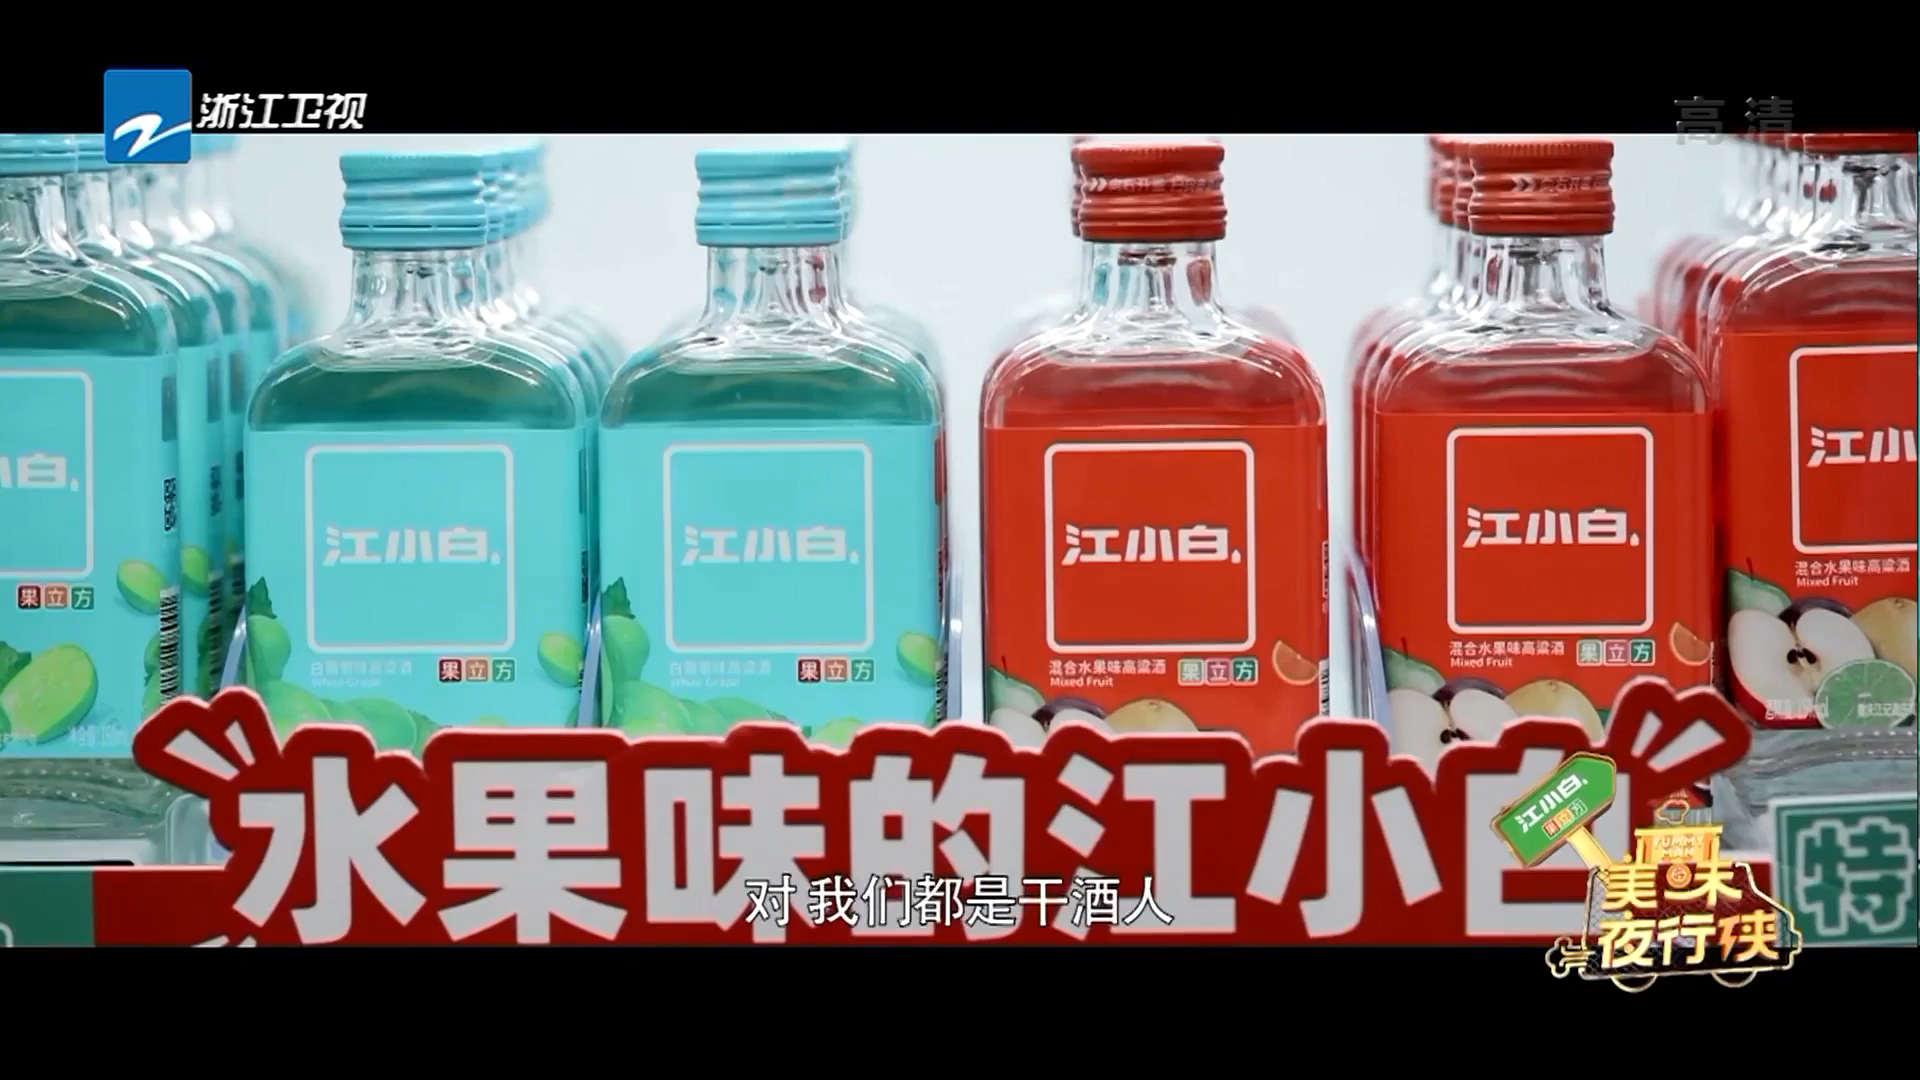 浙江卫视
高清
江小白
果立方
江小白
白葡萄味高粱酒
White Grape
果立方
江小白
白葡萄味高粱酒
White Grape
果立方
江小白
混合水果味高粱酒
Mixed Fruit
果立方
江小白
混合水果味高粱酒
Mixed Fruit
果立方
江小
混合水果味高粱酒
Mixed Fruit
水果味的江小白
对 我们都是干酒人
江小白
果立方
YUMMY
MAN
美味
夜行侠
特